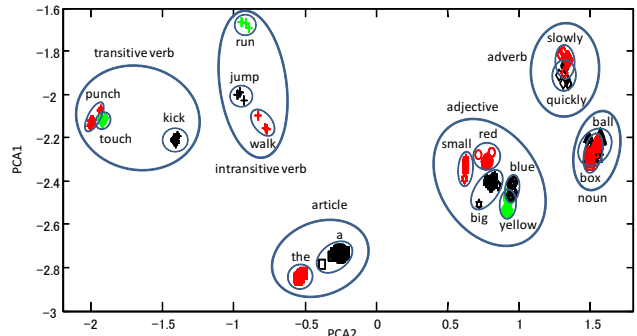 -1.6
-1.8
-2
-2.2
-2.4
-2.6
-2.8
-3
PCA1
-2
-1.5
-1
-0.5
0
0.5
1
1.5
PCA2
transitive verb
punch
touch
kick
run
jump
walk
intransitive verb
article
the
a
adjective
small
red
blue
big
yellow
adverb
slowly
quickly
ball
box
noun